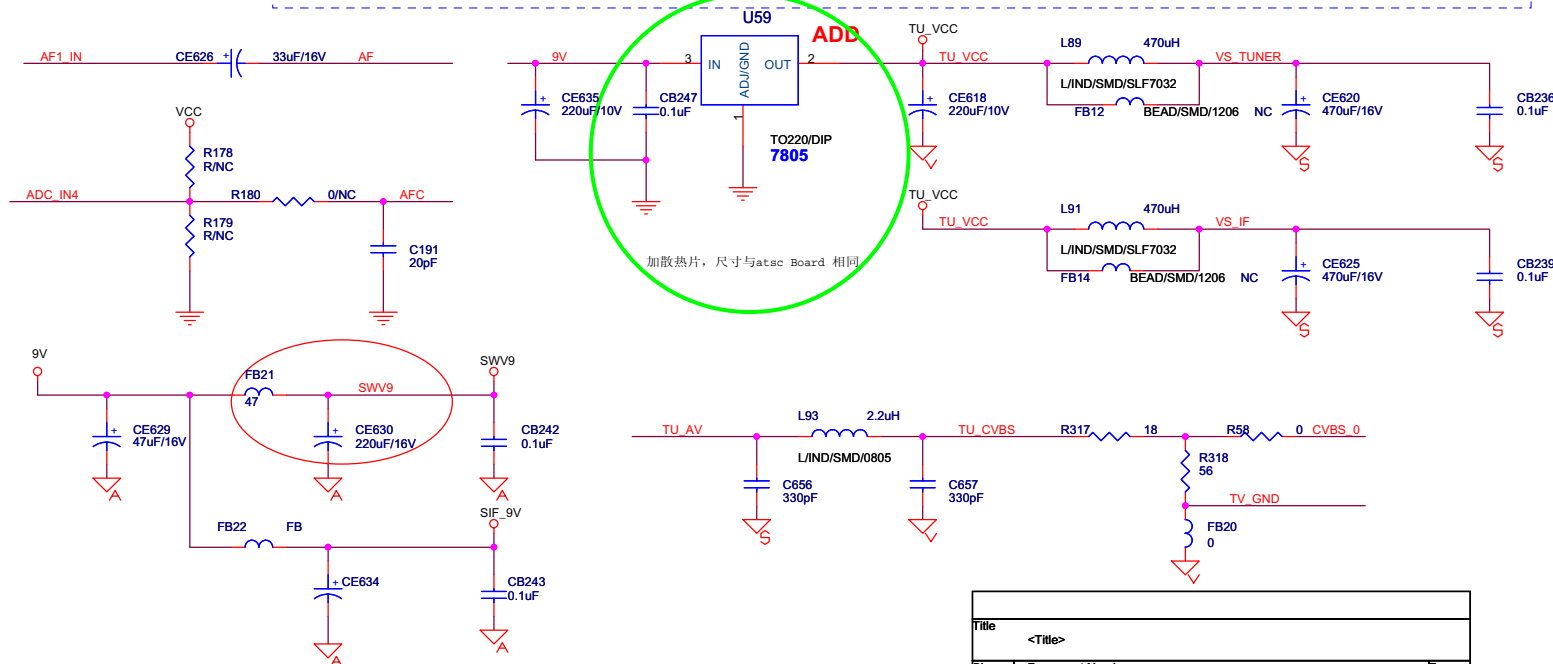 U59
ADD
AF1_IN
CE626
+
33uF/16V
AF
9V
3
IN
ADJ/GND
OUT
2
1
TU_VCC
TU_VCC
L89
470uH
VS_TUNER
L/IND/SMD/SLF7032
FB12
BEAD/SMD/1206
NC
CE635
220uF/10V
+
CB247
0.1uF
CE618
220uF/10V
+
CE620
470uF/16V
+
CB236
0.1uF
TO220/DIP
7805
V
S
S
VCC
R178
R/NC
ADC_IN4
R180
0/NC
AFC
R179
R/NC
C191
20pF
加散热片，尺寸与atsc Board 相同
TU_VCC
TU_VCC
L91
470uH
VS_IF
L/IND/SMD/SLF7032
FB14
BEAD/SMD/1206
NC
CE625
470uF/16V
+
CB239
0.1uF
S
S
9V
FB21
47
SWV9
SWV9
CE629
47uF/16V
+
CE630
220uF/16V
+
CB242
0.1uF
A
A
A
FB22
FB
SIF_9V
CE634
+
CB243
0.1uF
A
A
TU_AV
L93
2.2uH
TU_CVBS
R317
18
R58
0
CVBS_0
L/IND/SMD/0805
C656
330pF
C657
330pF
R318
56
S
V
TV_GND
FB20
0
V
Title
<Title>